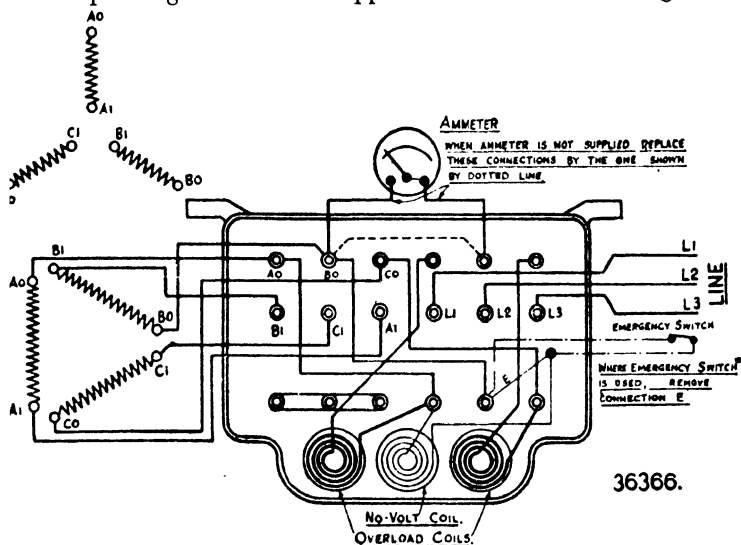 A0
A1
C1
B1
B0
AMMETER
WHEN AMMETER IS NOT SUPPLIED REPLACE
THESE CONNECTIONS BY THE ONE SHOWN
BY DOTTED LINE.
B1
A0
B0
C1
A1
C0
A0
B0
C0
B1
C1
A1
L1
L2
L3
L1
L2
L3
LINE
EMERGENCY SWITCH
WHERE EMERGENCY SWITCH
IS USED, REMOVE
CONNECTION E
E
36366.
NO-VOLT COIL.
OVERLOAD COILS.